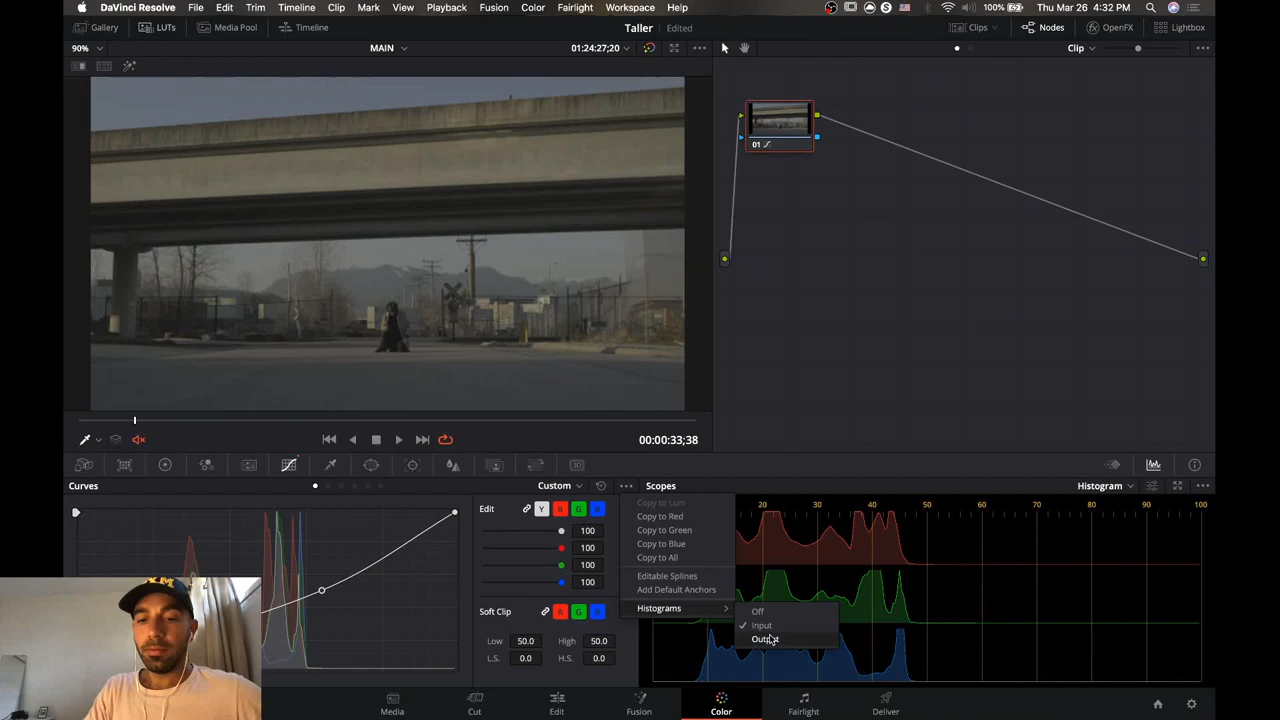 DaVinci Resolve File Edit Trim Timeline Clip Mark View Playback Fusion Color Fairlight Workspace Help 100% Thu Mar 26 4:32 PM
Gallery LUTs Media Pool Timeline Taller Edited Clips Nodes OpenFX Lightbox
90% MAIN 01:24:27;20 Clip
01
00:00:33;38
Curves Custom Scopes Histogram
Edit Y R G B
100
100
100
100
Soft Clip R G B
Low 50.0 High 50.0
L.S. 0.0 H.S. 0.0
Copy to Lum
Copy to Red
Copy to Green
Copy to Blue
Copy to All
Editable Splines
Add Default Anchors
Histograms
Off
Input
Output
20 30 40 50 60 70 80 90 100
Media Cut Edit Fusion Color Fairlight Deliver